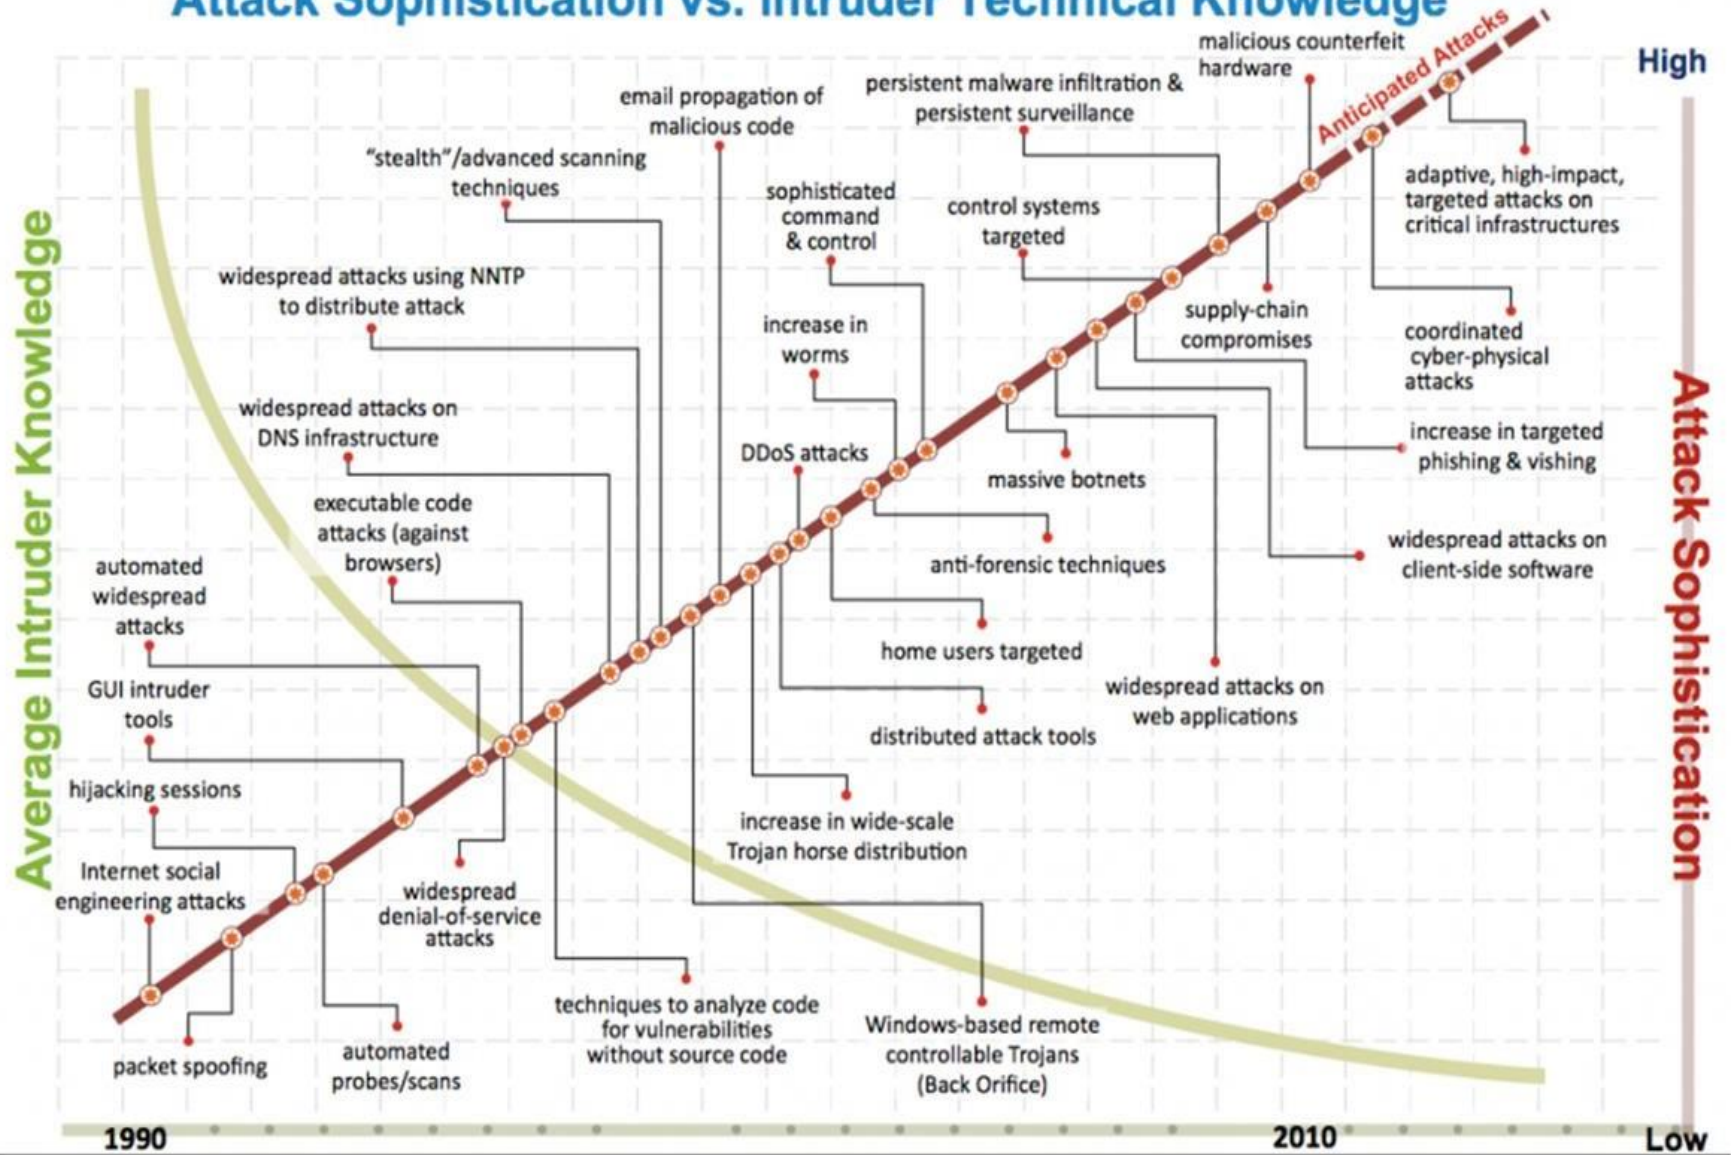 Attack Sophistication vs. Intruder Technical Knowledge
High
Average Intruder Knowledge
Attack Sophistication
Anticipated Attacks
malicious counterfeit
hardware
persistent malware infiltration &
persistent surveillance
email propagation of
malicious code
“stealth”/advanced scanning
techniques
sophisticated
command
& control
control systems
targeted
adaptive, high-impact,
targeted attacks on
critical infrastructures
widespread attacks using NNTP
to distribute attack
increase in
worms
supply-chain
compromises
coordinated
cyber-physical
attacks
widespread attacks on
DNS infrastructure
DDoS attacks
massive botnets
increase in targeted
phishing & vishing
executable code
attacks (against
browsers)
anti-forensic techniques
widespread attacks on
client-side software
automated
widespread
attacks
home users targeted
widespread attacks on
web applications
GUI intruder
tools
distributed attack tools
hijacking sessions
increase in wide-scale
Trojan horse distribution
Internet social
engineering attacks
widespread
denial-of-service
attacks
techniques to analyze code
for vulnerabilities
without source code
Windows-based remote
controllable Trojans
(Back Orifice)
packet spoofing
automated
probes/scans
1990
2010
Low